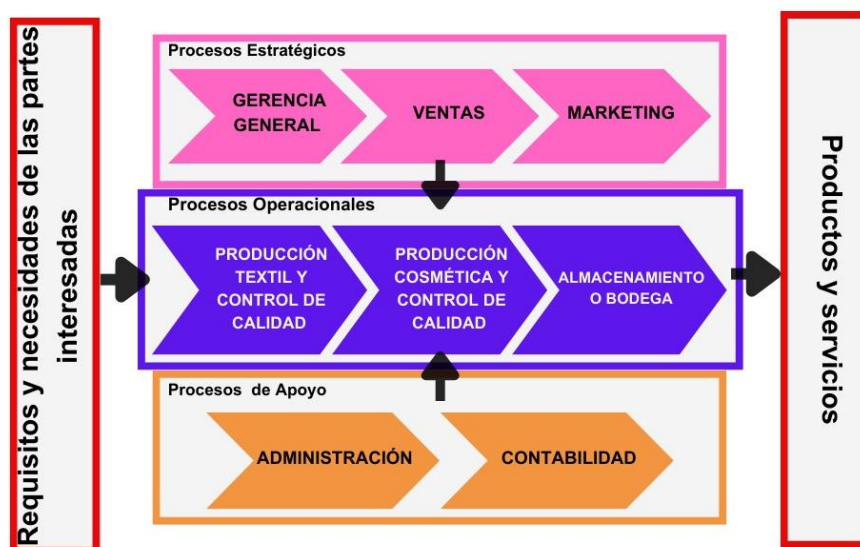 Requisitos y necesidades de las partes
interesadas
Procesos Estratégicos
GERENCIA
GENERAL
VENTAS
MARKETING
Procesos Operacionales
PRODUCCIÓN
TEXTIL Y
CONTROL DE
CALIDAD
PRODUCCIÓN
COSMÉTICA Y
CONTROL DE
CALIDAD
ALMACENAMIENTO
O BODEGA
Procesos de Apoyo
ADMINISTRACIÓN
CONTABILIDAD
Productos y servicios